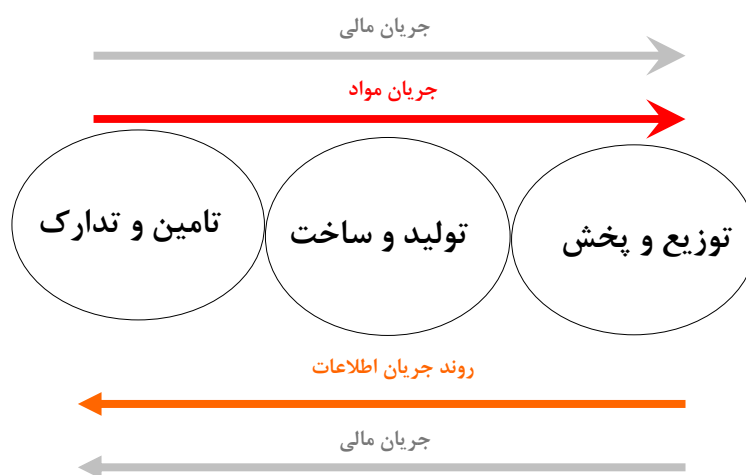 جریان مالی
جریان مواد
تامین و تدارک
تولید و ساخت
توزیع و پخش
روند جریان اطلاعات
جریان مالی